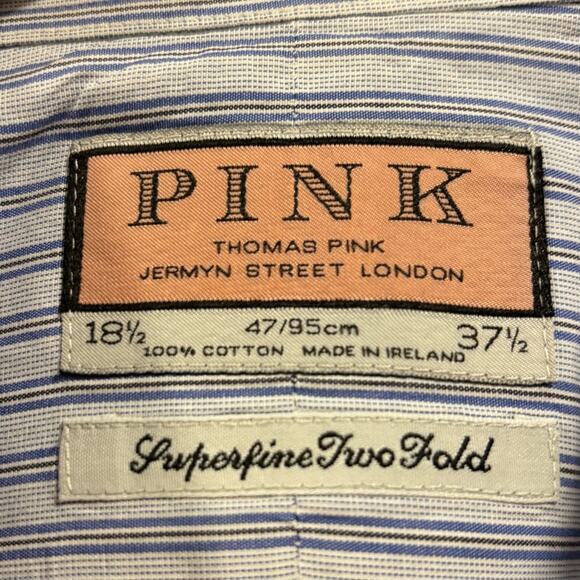 PINK
THOMAS PINK
JERMYN STREET LONDON
18½ 47/95cm 37½
100% COTTON MADE IN IRELAND
Superfine Two Fold